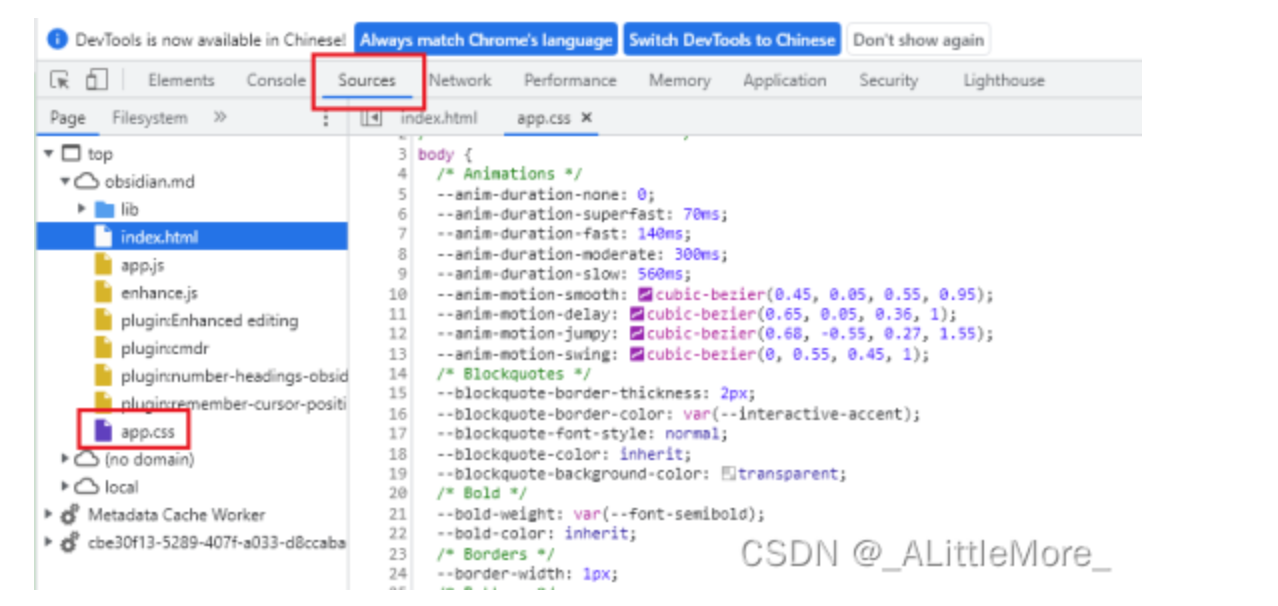 DevTools is now available in Chinese! Always match Chrome's language Switch DevTools to Chinese Don't show again
Elements Console Sources Network Performance Memory Application Security Lighthouse
Page Filesystem » ⋮ index.html app.css ×
top
obsidian.md
lib
index.html
app.js
enhance.js
plugin:Enhanced editing
plugin:cmdr
plugin:number-headings-obsid
plugin:remember-cursor-positi
app.css
(no domain)
local
Metadata Cache Worker
cbe30f13-5289-407f-a033-d8ccaba
3 body {
4 /* Animations */
5 --anim-duration-none: 0;
6 --anim-duration-superfast: 70ms;
7 --anim-duration-fast: 140ms;
8 --anim-duration-moderate: 300ms;
9 --anim-duration-slow: 560ms;
10 --anim-motion-smooth: cubic-bezier(0.45, 0.05, 0.55, 0.95);
11 --anim-motion-delay: cubic-bezier(0.65, 0.05, 0.36, 1);
12 --anim-motion-jumpy: cubic-bezier(0.68, -0.55, 0.27, 1.55);
13 --anim-motion-swing: cubic-bezier(0, 0.55, 0.45, 1);
14 /* Blockquotes */
15 --blockquote-border-thickness: 2px;
16 --blockquote-border-color: var(--interactive-accent);
17 --blockquote-font-style: normal;
18 --blockquote-color: inherit;
19 --blockquote-background-color: transparent;
20 /* Bold */
21 --bold-weight: var(--font-semibold);
22 --bold-color: inherit;
23 /* Borders */
24 --border-width: 1px;
CSDN @_ALittleMore_